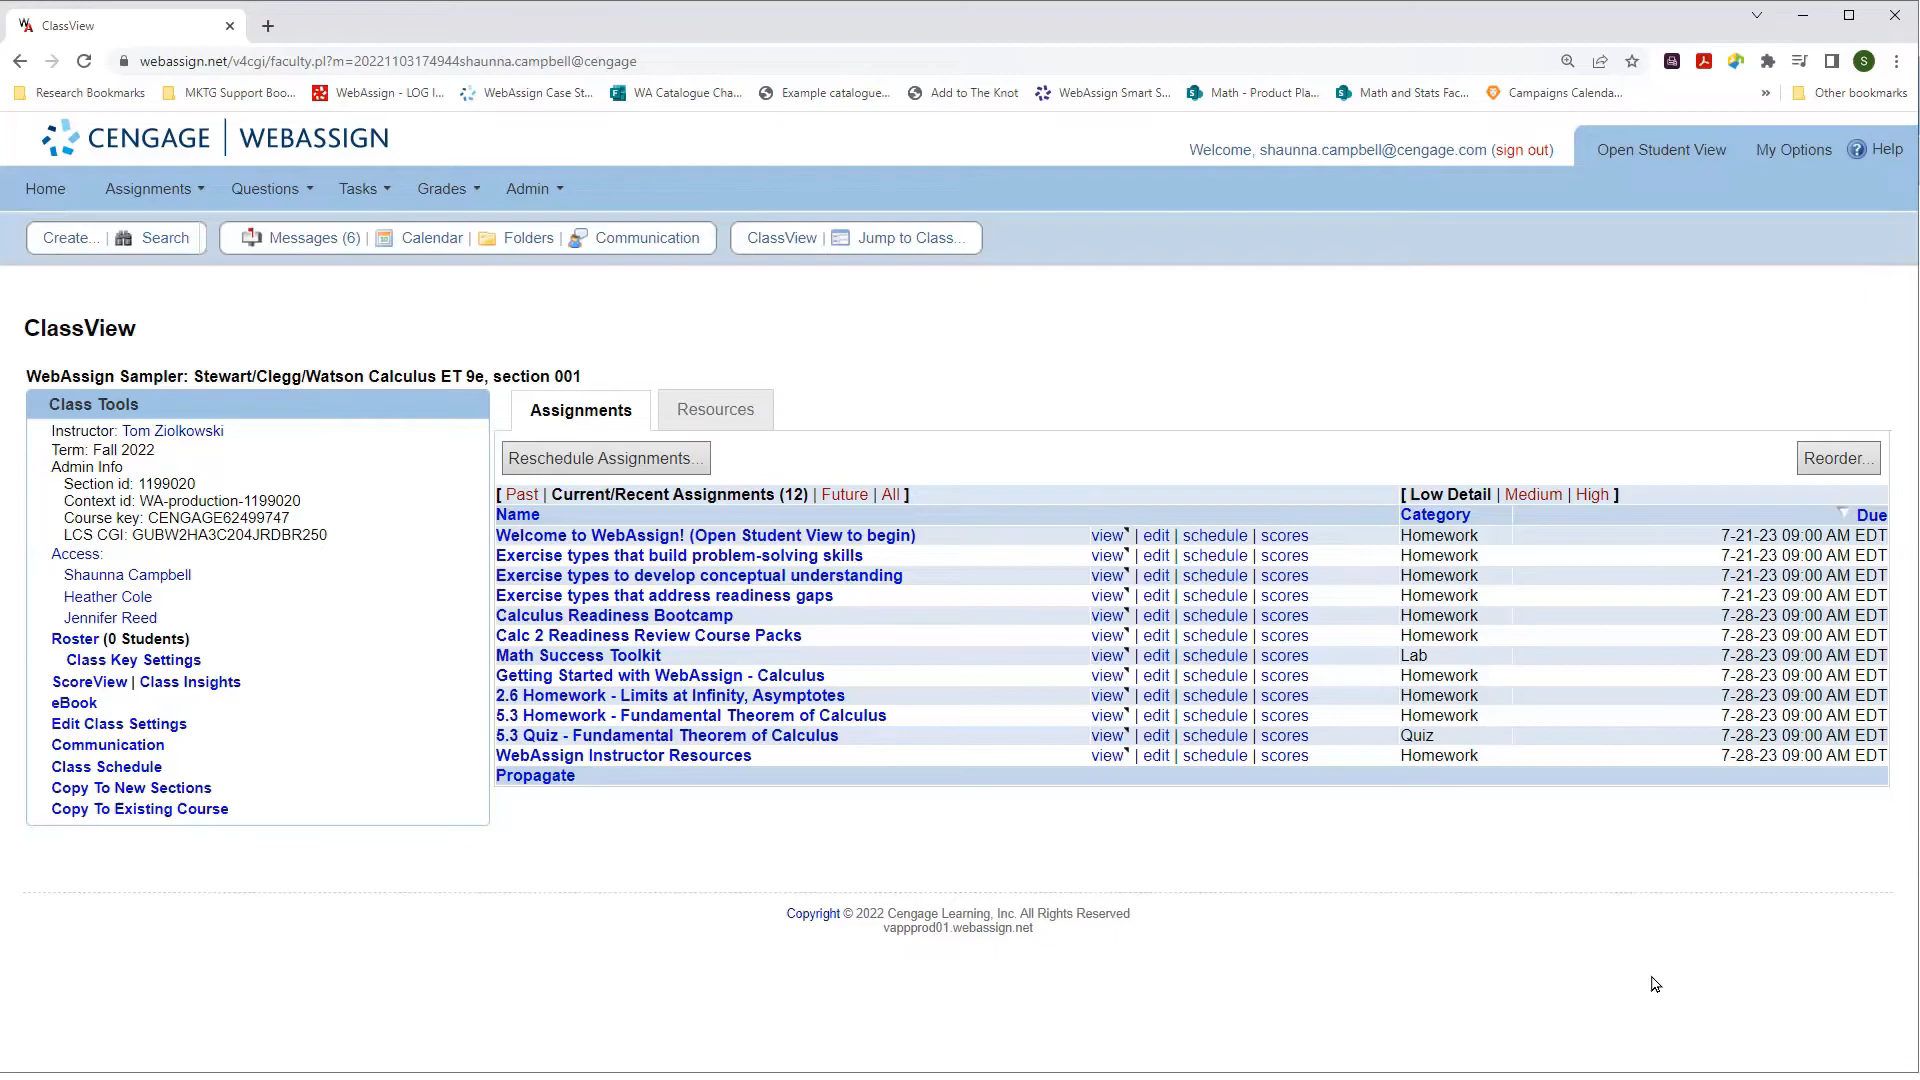 ClassView
webassign.net/v4cgi/faculty.pl?m=20221103174944shaunna.campbell@cengage
S
Research Bookmarks MKTG Support Boo... WebAssign - LOG I... WebAssign Case St... WA Catalogue Cha... Example catalogue... Add to The Knot WebAssign Smart S... Math - Product Pla... Math and Stats Fac... Campaigns Calenda... » Other bookmarks
CENGAGE | WEBASSIGN
Welcome, shaunna.campbell@cengage.com (sign out) Open Student View My Options Help
Home Assignments Questions Tasks Grades Admin
Create... | Search Messages (6) | Calendar | Folders | Communication ClassView | Jump to Class...
ClassView
WebAssign Sampler: Stewart/Clegg/Watson Calculus ET 9e, section 001
Class Tools
Instructor: Tom Ziolkowski
Term: Fall 2022
Admin Info
Section id: 1199020
Context id: WA-production-1199020
Course key: CENGAGE62499747
LCS CGI: GUBW2HA3C204JRDBR250
Access:
Shaunna Campbell
Heather Cole
Jennifer Reed
Roster (0 Students)
Class Key Settings
ScoreView | Class Insights
eBook
Edit Class Settings
Communication
Class Schedule
Copy To New Sections
Copy To Existing Course
Assignments Resources
Reschedule Assignments... Reorder...
[ Past | Current/Recent Assignments (12) | Future | All ] [ Low Detail | Medium | High ]
Name Category Due
Welcome to WebAssign! (Open Student View to begin) view | edit | schedule | scores Homework 7-21-23 09:00 AM EDT
Exercise types that build problem-solving skills view | edit | schedule | scores Homework 7-21-23 09:00 AM EDT
Exercise types to develop conceptual understanding view | edit | schedule | scores Homework 7-21-23 09:00 AM EDT
Exercise types that address readiness gaps view | edit | schedule | scores Homework 7-21-23 09:00 AM EDT
Calculus Readiness Bootcamp view | edit | schedule | scores Homework 7-28-23 09:00 AM EDT
Calc 2 Readiness Review Course Packs view | edit | schedule | scores Homework 7-28-23 09:00 AM EDT
Math Success Toolkit view | edit | schedule | scores Lab 7-28-23 09:00 AM EDT
Getting Started with WebAssign - Calculus view | edit | schedule | scores Homework 7-28-23 09:00 AM EDT
2.6 Homework - Limits at Infinity, Asymptotes view | edit | schedule | scores Homework 7-28-23 09:00 AM EDT
5.3 Homework - Fundamental Theorem of Calculus view | edit | schedule | scores Homework 7-28-23 09:00 AM EDT
5.3 Quiz - Fundamental Theorem of Calculus view | edit | schedule | scores Quiz 7-28-23 09:00 AM EDT
WebAssign Instructor Resources view | edit | schedule | scores Homework 7-28-23 09:00 AM EDT
Propagate
Copyright © 2022 Cengage Learning, Inc. All Rights Reserved
vappprod01.webassign.net